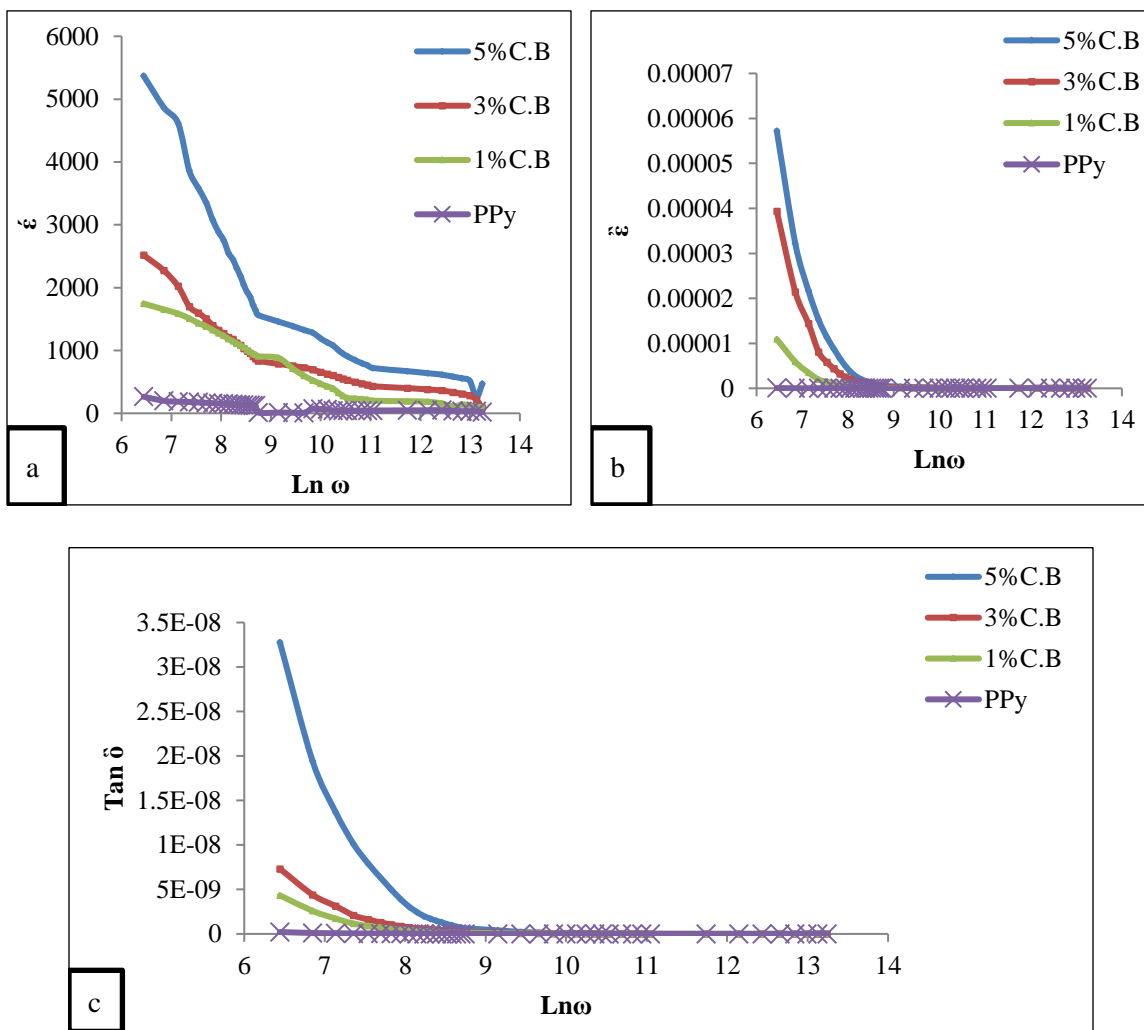 6000
5000
4000
3000
2000
1000
0
έ
6 7 8 9 10 11 12 13 14
Ln ω
5%C.B
3%C.B
1%C.B
PPy
a
0.00007
0.00006
0.00005
0.00004
0.00003
0.00002
0.00001
0
ε̏
6 7 8 9 10 11 12 13 14
Lnω
5%C.B
3%C.B
1%C.B
PPy
b
3.5E-08
3E-08
2.5E-08
2E-08
1.5E-08
1E-08
5E-09
0
Tan δ
6 7 8 9 10 11 12 13 14
Lnω
5%C.B
3%C.B
1%C.B
PPy
c